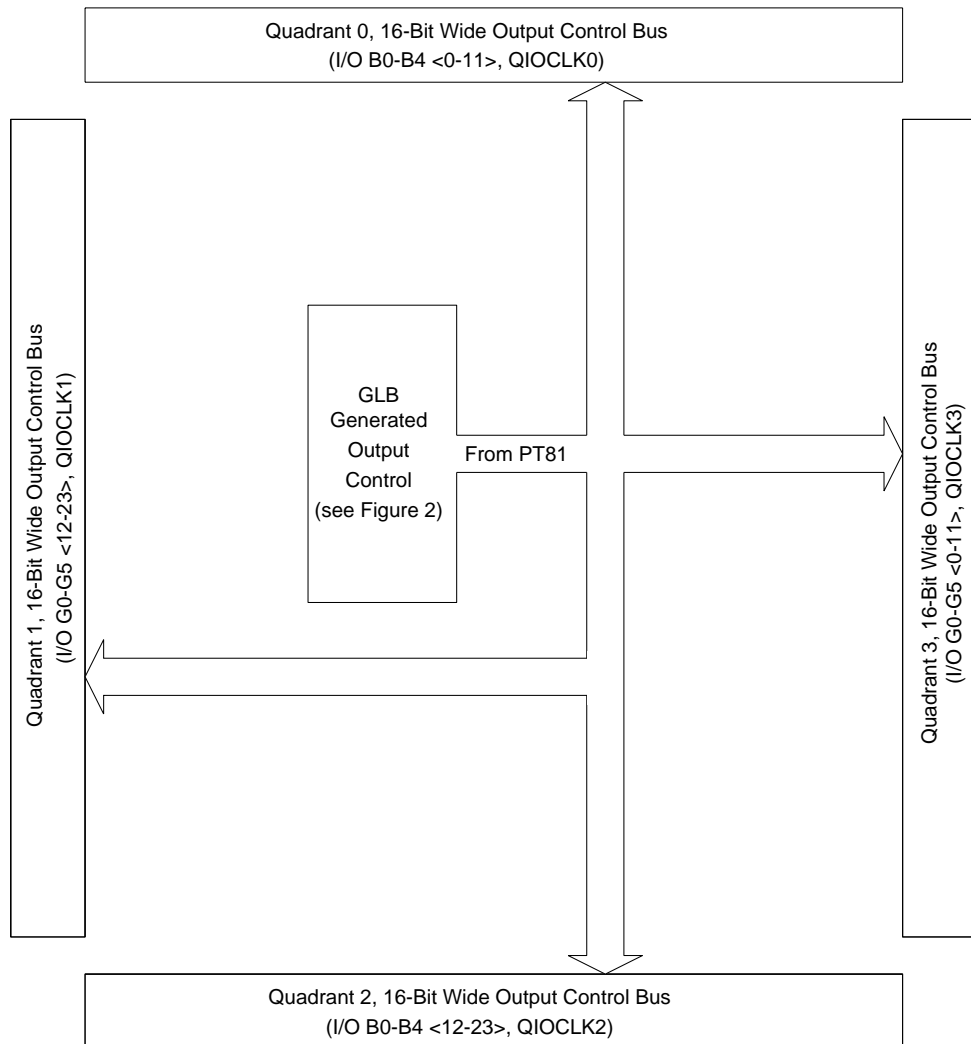 Quadrant 0, 16-Bit Wide Output Control Bus
(I/O B0-B4 <0-11>, QIOCLK0)
Quadrant 1, 16-Bit Wide Output Control Bus
(I/O G0-G5 <12-23>, QIOCLK1)
GLB
Generated
Output
Control
(see Figure 2)
From PT81
Quadrant 3, 16-Bit Wide Output Control Bus
(I/O G0-G5 <0-11>, QIOCLK3)
Quadrant 2, 16-Bit Wide Output Control Bus
(I/O B0-B4 <12-23>, QIOCLK2)